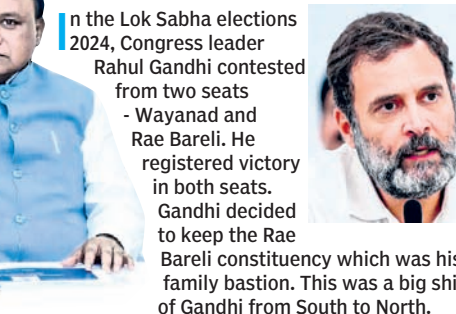 In the Lok Sabha elections
2024, Congress leader
Rahul Gandhi contested
from two seats
- Wayanad and
Rae Bareli. He
registered victory
in both seats.
Gandhi decided
to keep the Rae
Bareli constituency which was his
family bastion. This was a big shi
of Gandhi from South to North.